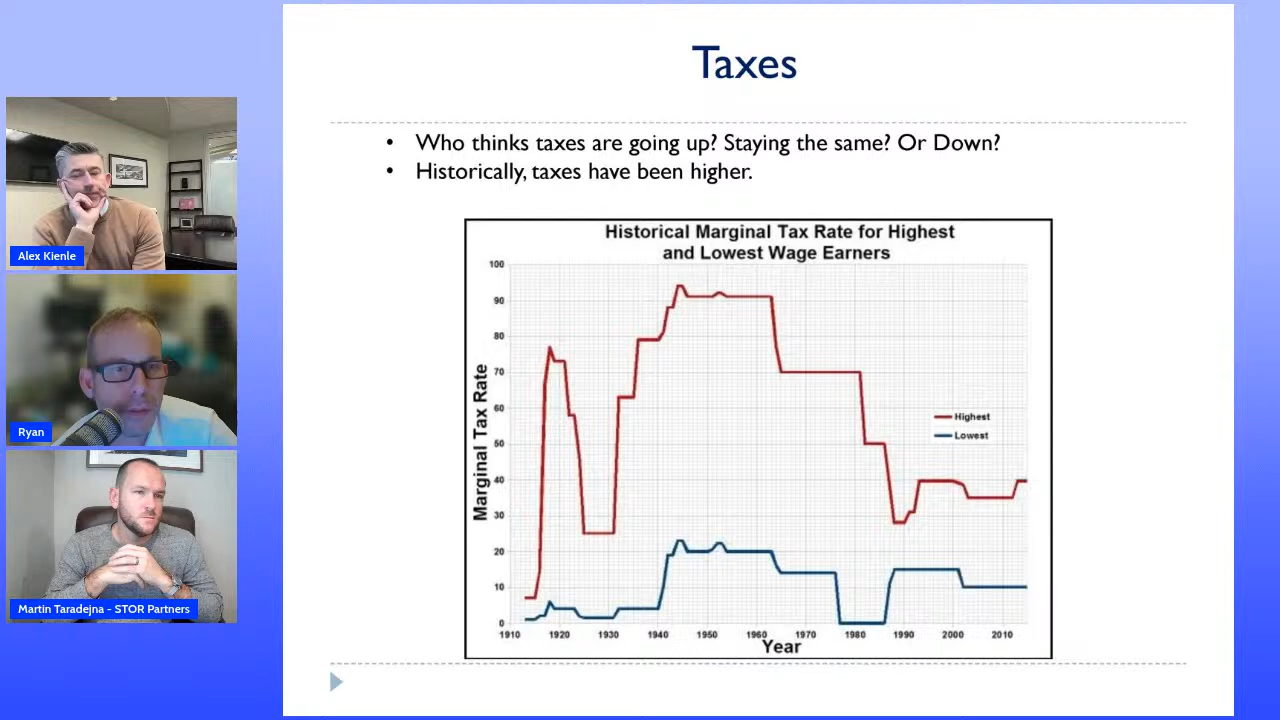 Taxes
• Who thinks taxes are going up? Staying the same? Or Down?
• Historically, taxes have been higher.
Historical Marginal Tax Rate for Highest
and Lowest Wage Earners
Marginal Tax Rate
100
90
80
70
60
50
40
30
20
10
0
Highest
Lowest
1910 1920 1930 1940 1950 1960 1970 1980 1990 2000 2010
Year
Alex Kienle
Ryan
Martin Taradejna - STOR Partners